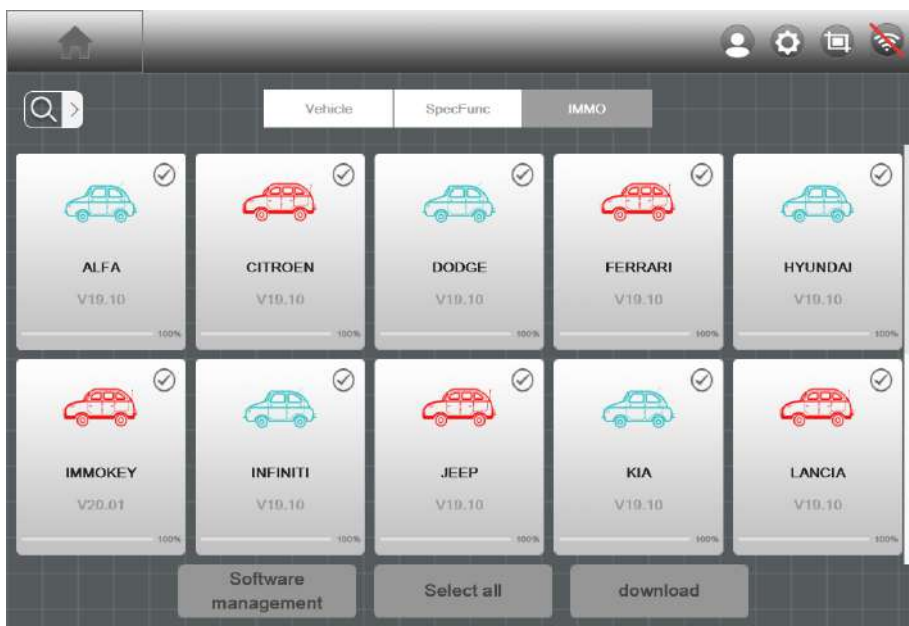 Vehicle SpecFunc IMMO
ALFA CITROEN DODGE FERRARI HYUNDAI
V19.10 V19.10 V19.10 V19.10 V19.10
100% 100% 100% 100% 100%
IMMOKEY INFINITI JEEP KIA LANCIA
V20.01 V19.10 V19.10 V19.10 V19.10
100% 100% 100% 100% 100%
Software
management
Select all
download